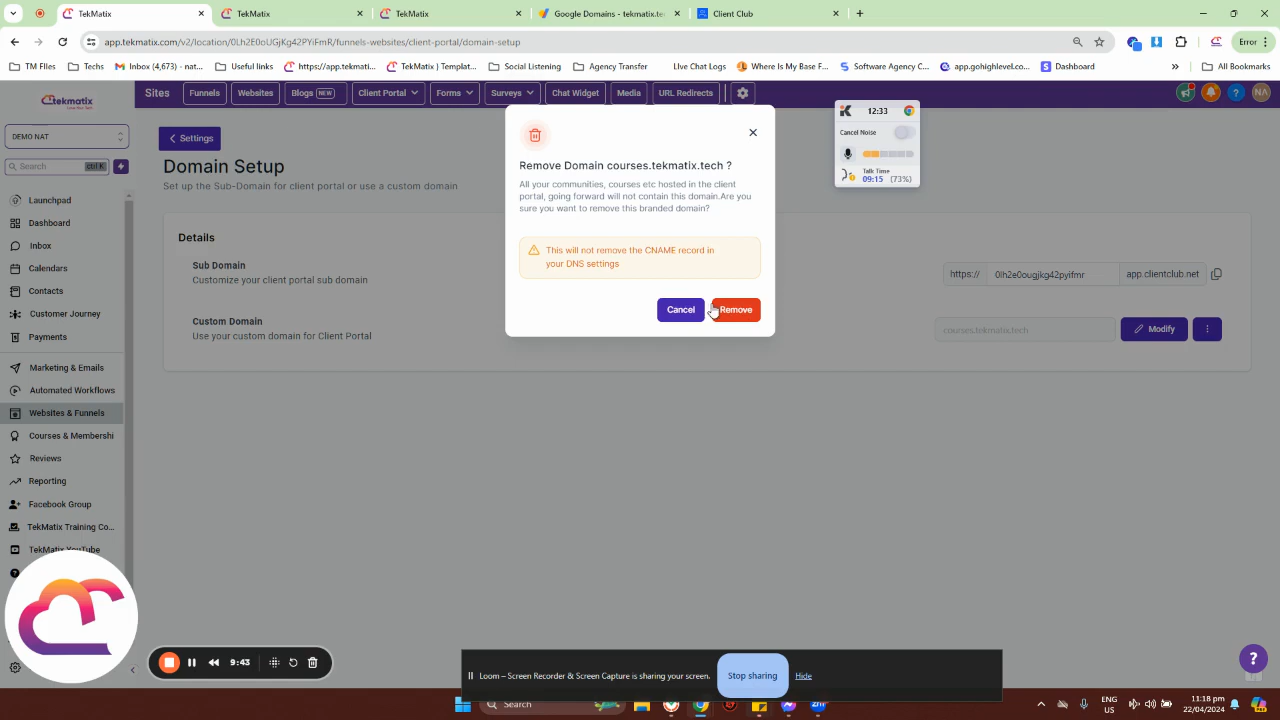 TekMatix
TekMatix
TekMatix
Google Domains - tekmatix.te
Client Club
app.tekmatix.com/v2/location/0Lh2E0oUGjKg42PYiFmR/funnels-websites/client-portal/domain-setup
Error
TM Files
Techs
Inbox (4,673) - nat...
Useful links
https://app.tekmat...
TekMatix ) Templat...
Social Listening
Agency Transfer
Live Chat Logs
Where Is My 8 F...
Software Agency C...
app.gohighlevel.co...
Dashboard
All Bookmarks
tekmatix
Sites
Funnels
Websites
Blogs NEW
Client Portal
Forms
Surveys
Chat Widget
Media
URL Redirects
NA
DEMO NAT
Search
ctrl K
Launchpad
Dashboard
Inbox
Calendars
Contacts
Customer Journey
Payments
Marketing & Emails
Automated Workflows
Websites & Funnels
Courses & Membershi
Reviews
Reporting
Facebook Group
TekMatix Training Co...
TekMatix YouTube
Settings
Domain Setup
Set up the Sub-Domain for client portal or use a custom domain
Details
Sub Domain
Customize your client portal sub domain
https://
0lh2e0ougjkg42pyifmr
app.clientclub.net
Custom Domain
Use your custom domain for Client Portal
courses.tekmatix.tech
Modify
Remove Domain courses.tekmatix.tech ?
All your communities, courses etc hosted in the client
portal, going forward will not contain this domain.Are you
sure you want to remove this branded domain?
This will not remove the CNAME record in
your DNS settings
Cancel
Remove
12:33
Cancel Noise
Talk Time
09:15 (73%)
9:43
Loom – Screen Recorder & Screen Capture is sharing your screen.
Stop sharing
Hide
?
Search
ENG
IN
11:18 pm
22/04/2024